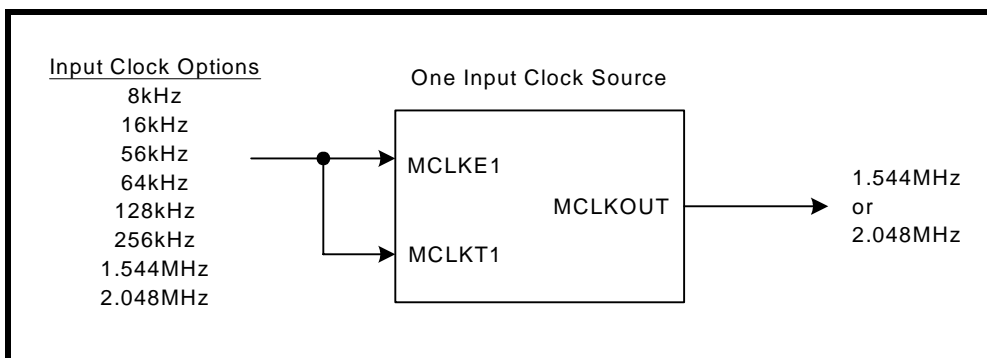 Input Clock Options
8kHz
16kHz
56kHz
64kHz
128kHz
256kHz
1.544MHz
2.048MHz
One Input Clock Source
MCLKE1
MCLKT1
MCLKOUT
1.544MHz
or
2.048MHz